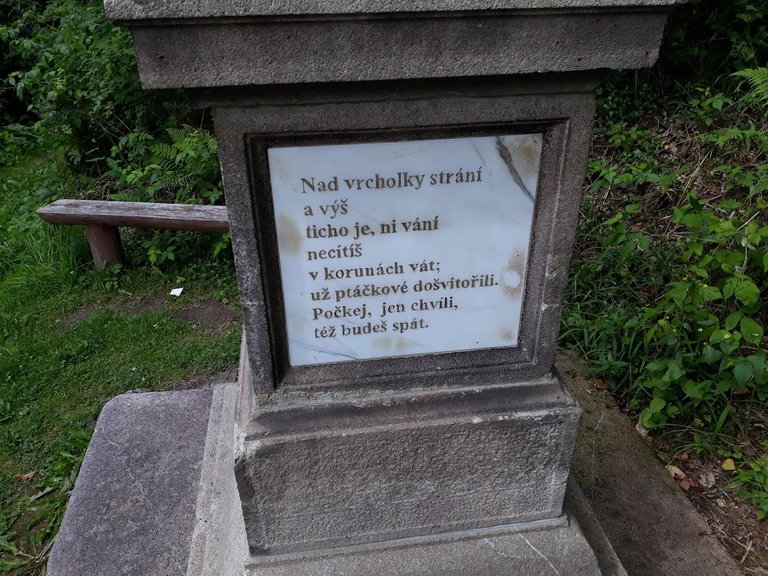 Nad vrcholky strání
a výš
ticho je, ni vání
necítíš
v korunách vát;
už ptáčkové došvitořili.
Počkej, jen chvíli,
též budeš spát.